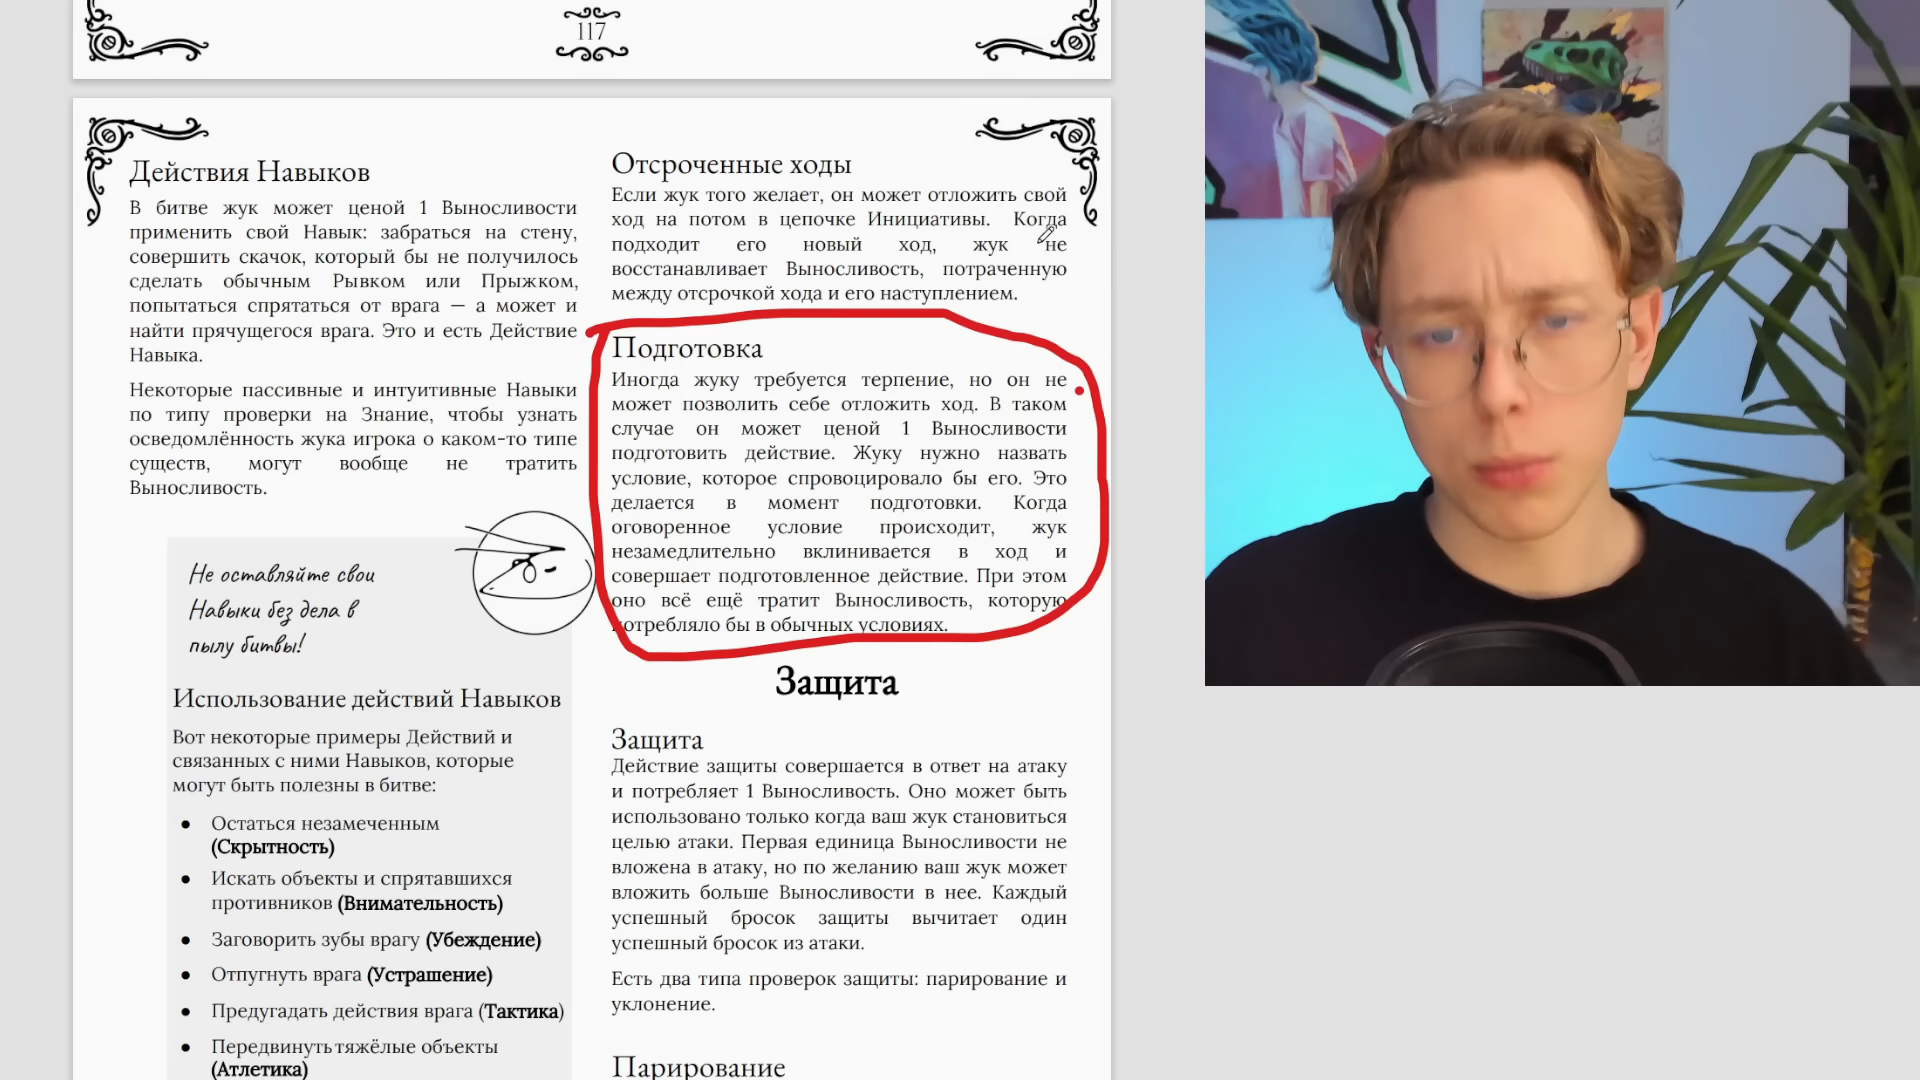 117
Действия Навыков
В битве жук может ценой 1 Выносливости
применить свой Навык: забраться на стену,
совершить скачок, который бы не получилось
сделать обычным Рывком или Прыжком,
попытаться спрятаться от врага — а может и
найти прячущегося врага. Это и есть Действие
Навыка.
Некоторые пассивные и интуитивные Навыки
по типу проверки на Знание, чтобы узнать
осведомлённость жука игрока о каком-то типе
существ, могут вообще не тратить
Выносливость.
Не оставляйте свои
Навыки без дела в
пылу битвы!
Использование действий Навыков
Вот некоторые примеры Действий и
связанных с ними Навыков, которые
могут быть полезны в битве:
● Остаться незамеченным
(Скрытность)
● Искать объекты и спрятавшихся
противников (Внимательность)
● Заговорить зубы врагу (Убеждение)
● Отпугнуть врага (Устрашение)
● Предугадать действия врага (Тактика)
● Передвинуть тяжёлые объекты
(Атлетика)
Отсроченные ходы
Если жук того желает, он может отложить свой
ход на потом в цепочке Инициативы. Когда
подходит его новый ход, жук не
восстанавливает Выносливость, потраченную
между отсрочкой хода и его наступлением.
Подготовка
Иногда жуку требуется терпение, но он не
может позволить себе отложить ход. В таком
случае он может ценой 1 Выносливости
подготовить действие. Жуку нужно назвать
условие, которое спровоцировало бы его. Это
делается в момент подготовки. Когда
оговоренное условие происходит, жук
незамедлительно вклинивается в ход и
совершает подготовленное действие. При этом
оно всё ещё тратит Выносливость, которую
потребляло бы в обычных условиях.
Защита
Защита
Действие защиты совершается в ответ на атаку
и потребляет 1 Выносливость. Оно может быть
использовано только когда ваш жук становиться
целью атаки. Первая единица Выносливости не
вложена в атаку, но по желанию ваш жук может
вложить больше Выносливости в нее. Каждый
успешный бросок защиты вычитает один
успешный бросок из атаки.
Есть два типа проверок защиты: парирование и
уклонение.
Парирование